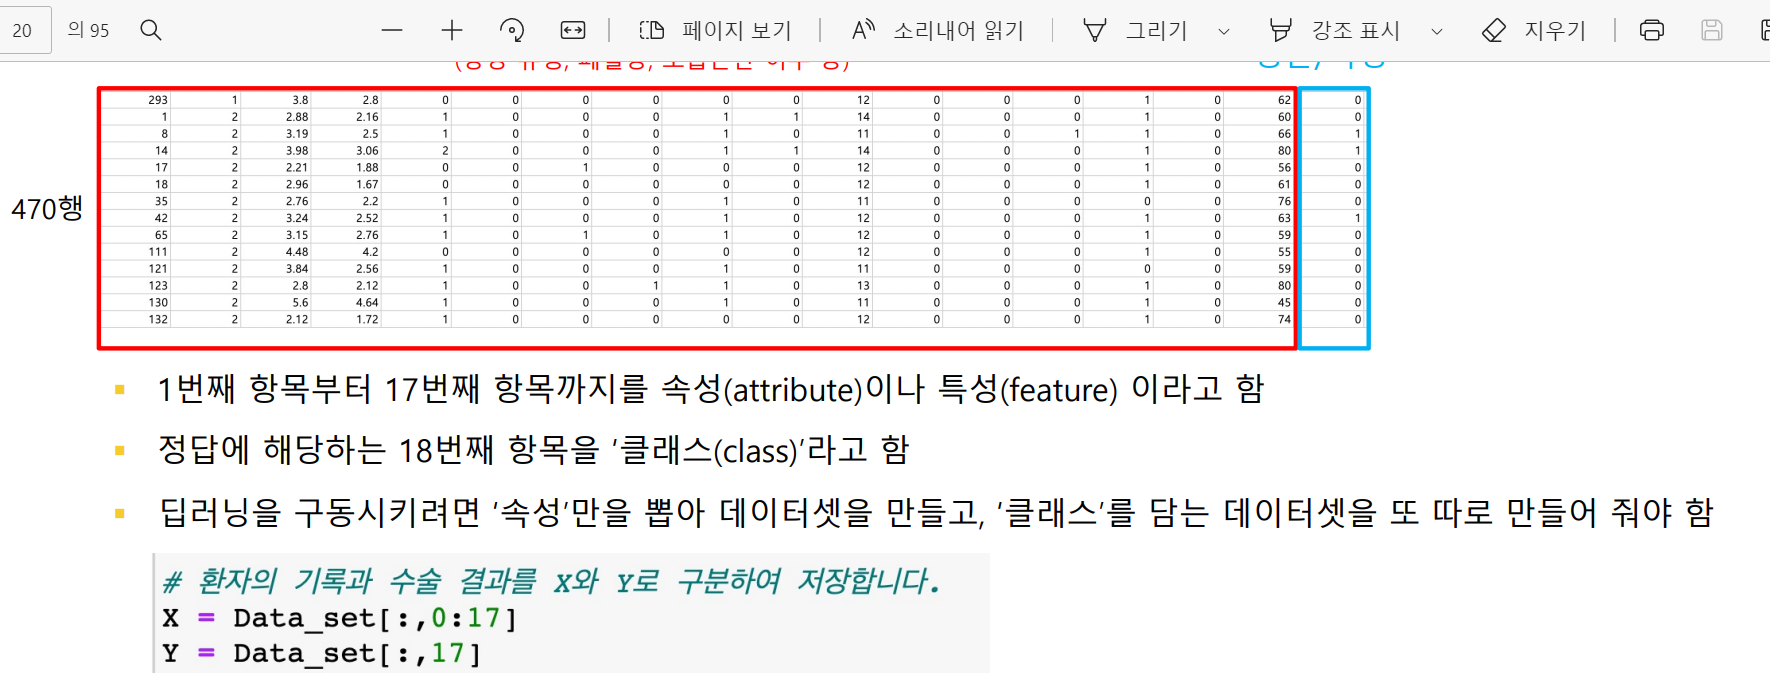 20 의 95 페이지 보기 소리내어 읽기 그리기 강조 표시 지우기
293 1 3.8 2.8 0 0 0 0 0 0 12 0 0 0 1 0 62 0
1 2 2.88 2.16 1 0 0 0 1 1 14 0 0 0 1 0 60 0
8 2 3.19 2.5 1 0 0 0 1 0 11 0 0 1 1 0 66 1
14 2 3.98 3.06 2 0 0 0 1 1 14 0 0 0 1 0 80 1
17 2 2.21 1.88 0 0 1 0 0 0 12 0 0 0 1 0 56 0
18 2 2.96 1.67 0 0 0 0 0 0 12 0 0 0 1 0 61 0
35 2 2.76 2.2 1 0 0 0 1 0 11 0 0 0 0 0 76 0
470행
42 2 3.24 2.52 1 0 0 0 1 0 12 0 0 0 1 0 63 1
65 2 3.15 2.76 1 0 1 0 1 0 12 0 0 0 1 0 59 0
111 2 4.48 4.2 0 0 0 0 0 0 12 0 0 0 1 0 55 0
121 2 3.84 2.56 1 0 0 0 1 0 11 0 0 0 0 0 59 0
123 2 2.8 2.12 1 0 0 1 1 0 13 0 0 0 1 0 80 0
130 2 5.6 4.64 1 0 0 0 1 0 11 0 0 0 1 0 45 0
132 2 2.12 1.72 1 0 0 0 0 0 12 0 0 0 1 0 74 0
1번째 항목부터 17번째 항목까지를 속성(attribute)이나 특성(feature) 이라고 함
정답에 해당하는 18번째 항목을 '클래스(class)'라고 함
딥러닝을 구동시키려면 '속성'만을 뽑아 데이터셋을 만들고, '클래스'를 담는 데이터셋을 또 따로 만들어 줘야 함
# 환자의 기록과 수술 결과를 X와 Y로 구분하여 저장합니다.
X = Data_set[:,0:17]
Y = Data_set[:,17]